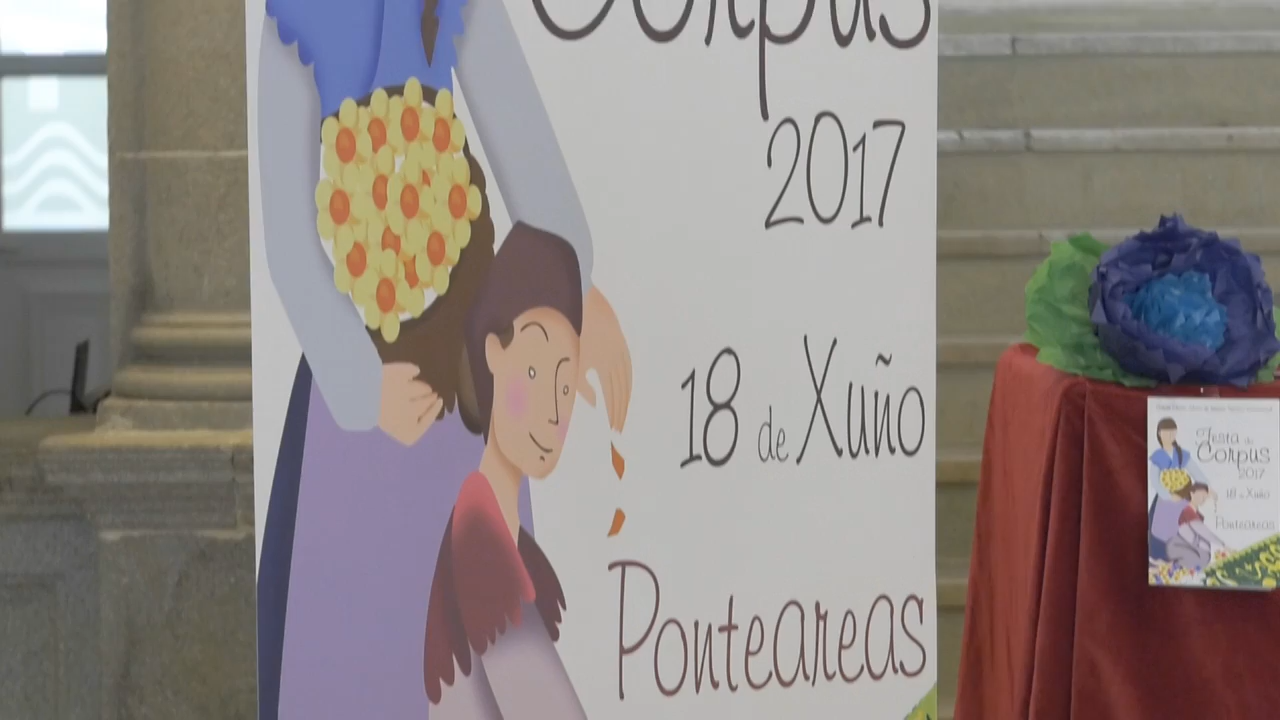 Corpus
2017
18 de Xuño
Ponteareas
Festa do
Corpus
2017
18 de Xuño
Ponteareas